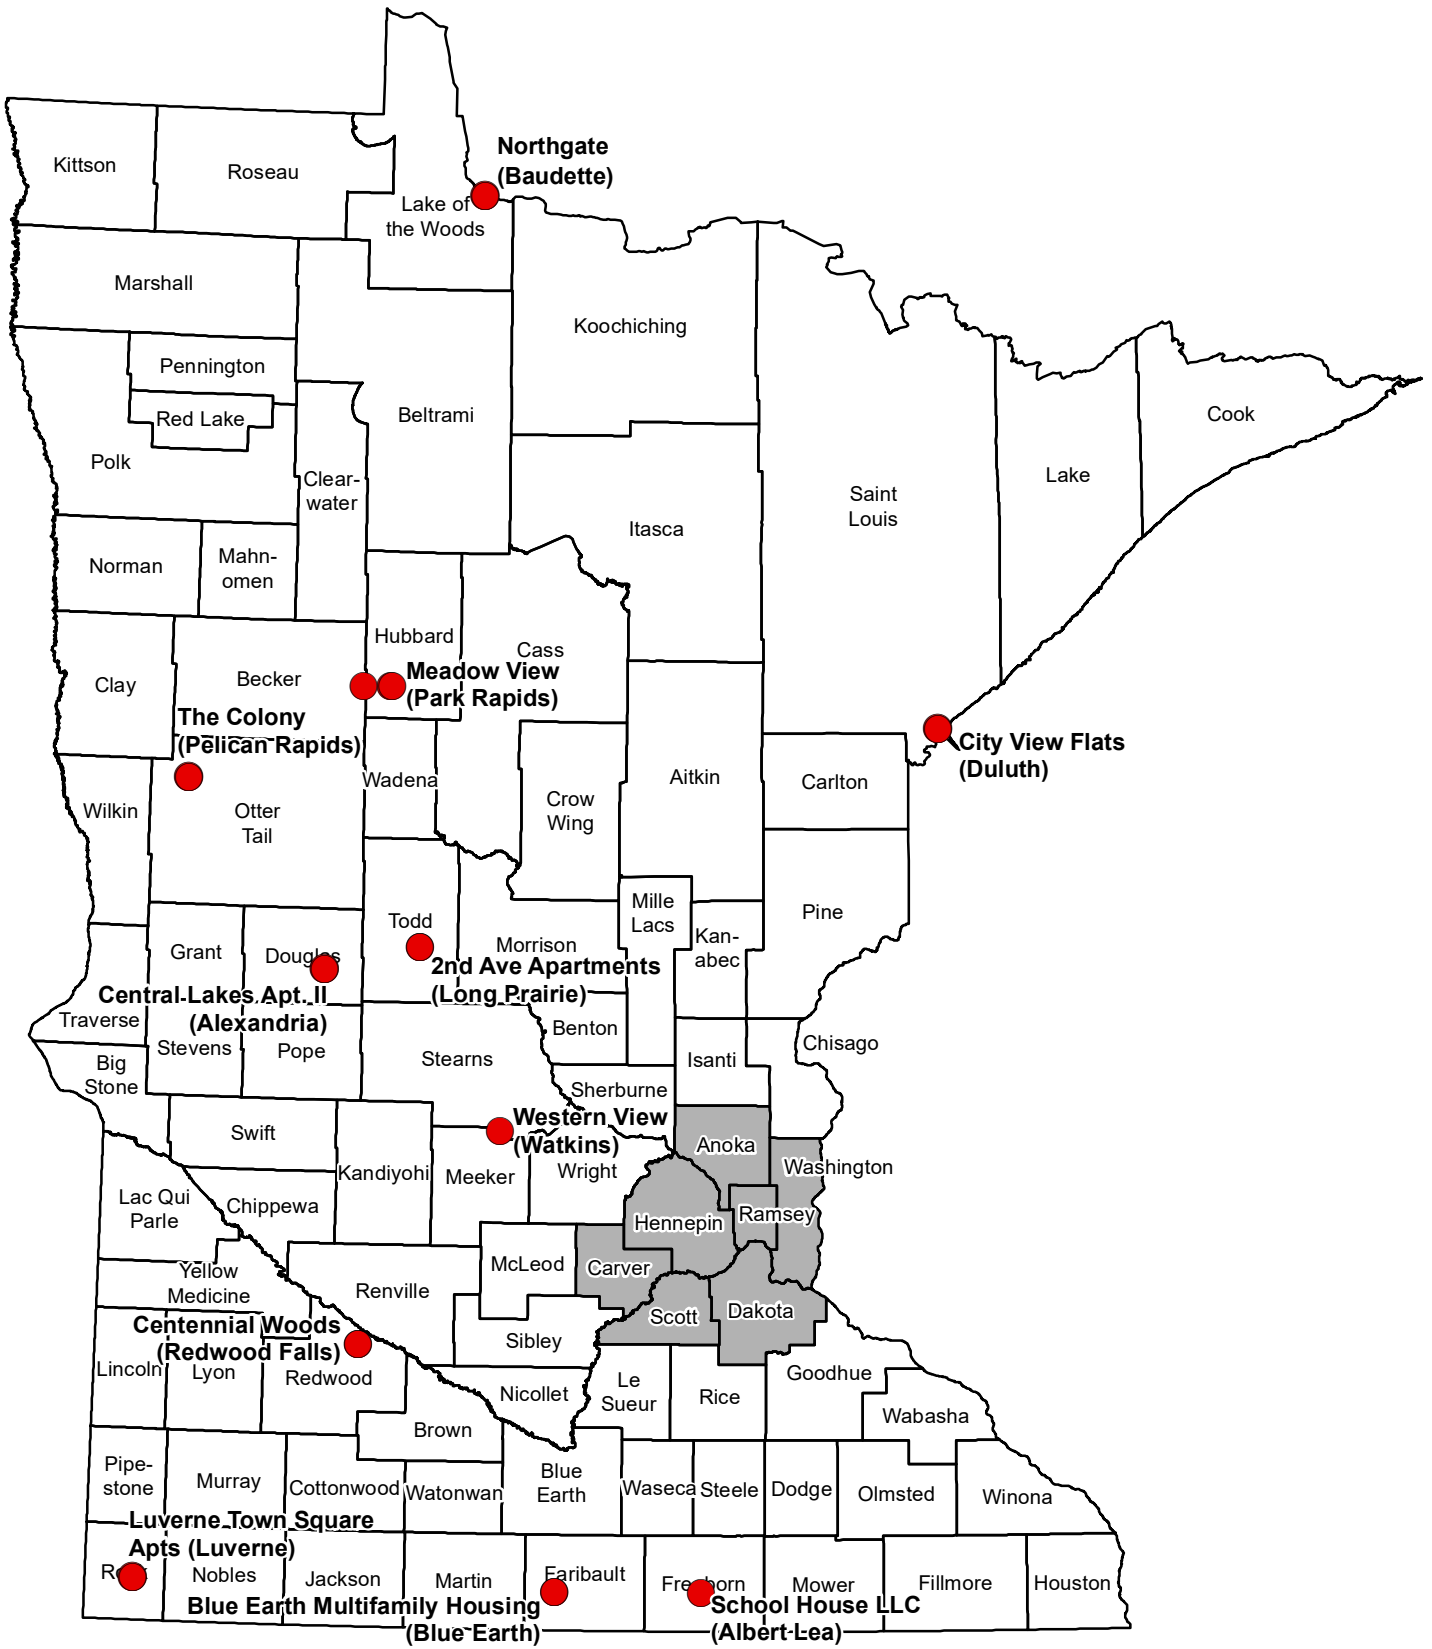 Northgate
(Baudette)
Kittson
Roseau
Lake of
the Woods
Marshall
Koochiching
Pennington
Red Lake
Beltrami
Cook
Polk
Clear-
water
Lake
Saint
Louis
Itasca
Norman
Mahn-
omen
Hubbard
Cass
Clay
Becker
Meadow View
(Park Rapids)
The Colony
(Pelican Rapids)
City View Flats
(Duluth)
Wadena
Aitkin
Carlton
Wilkin
Otter
Tail
Crow
Wing
Mille
Lacs
Pine
Todd
Grant
Douglas
Morrison
Kan-
abec
2nd Ave Apartments
(Long Prairie)
Central Lakes Apt. II
(Alexandria)
Traverse
Benton
Stevens
Pope
Stearns
Isanti
Chisago
Big
Stone
Sherburne
Western View
(Watkins)
Swift
Anoka
Kandiyohi
Meeker
Wright
Washington
Lac Qui
Parle
Chippewa
Hennepin
Ramsey
McLeod
Carver
Yellow
Medicine
Renville
Scott
Dakota
Centennial Woods
(Redwood Falls)
Sibley
Lincoln
Lyon
Redwood
Nicollet
Le
Sueur
Rice
Goodhue
Wabasha
Brown
Pipe-
stone
Murray
Cottonwood
Watonwan
Blue
Earth
Waseca
Steele
Dodge
Olmsted
Winona
Luverne Town Square
Apts (Luverne)
Rock
Nobles
Jackson
Martin
Faribault
Freeborn
Mower
Fillmore
Houston
Blue Earth Multifamily Housing
(Blue Earth)
School House LLC
(Albert Lea)